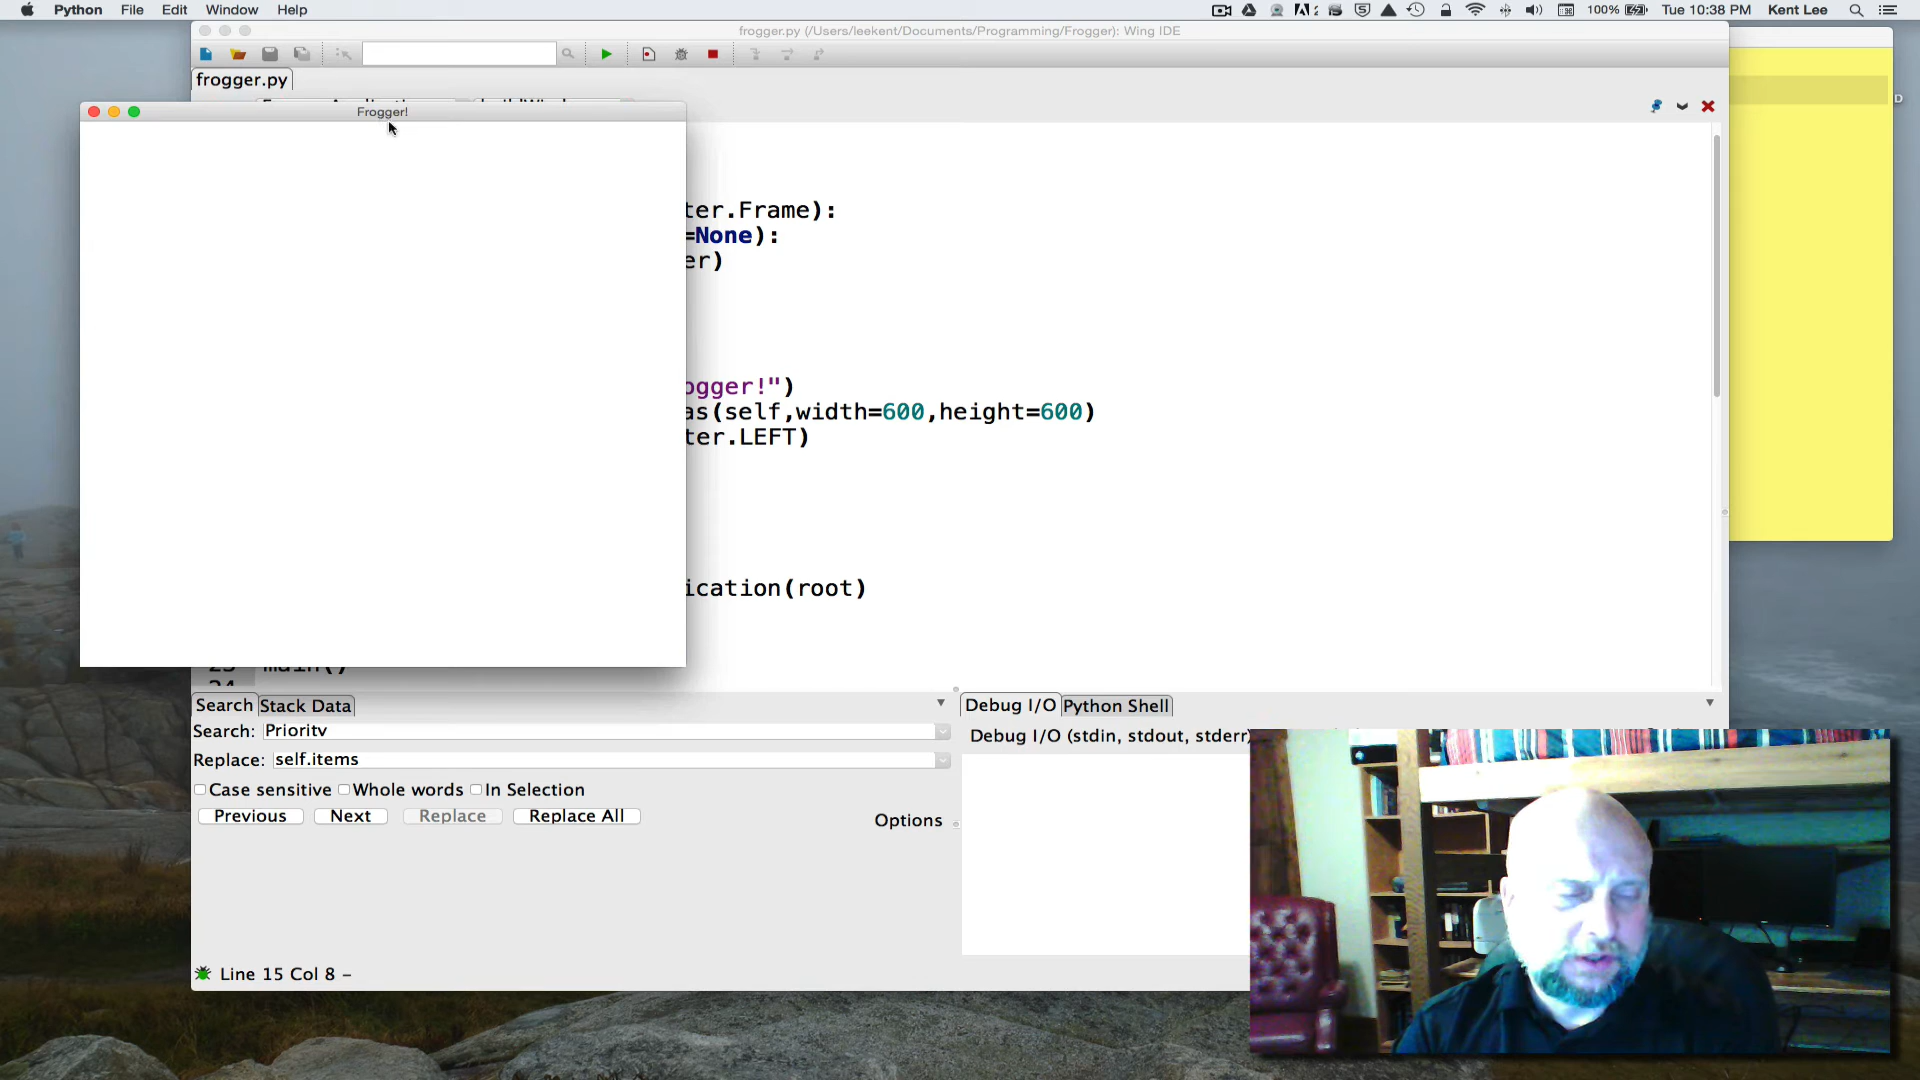 Python File Edit Window Help
100% Tue 10:38 PM Kent Lee
frogger.py (/Users/leekent/Documents/Programming/Frogger): Wing IDE
frogger.py
Frogger!
ter.Frame):
=None):
er)
ogger!")
as(self,width=600,height=600)
ter.LEFT)
ication(root)
main()
Search Stack Data
Search: Priority
Replace: self.items
Case sensitive Whole words In Selection
Previous Next Replace Replace All
Options
Debug I/O Python Shell
Debug I/O (stdin, stdout, stderr)
Line 15 Col 8 –